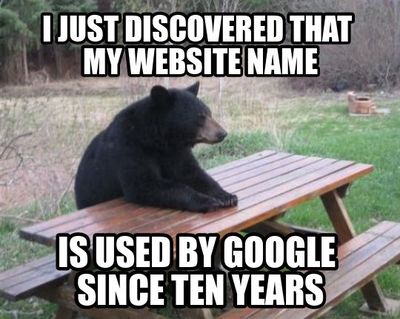 I JUST DISCOVERED THAT
MY WEBSITE NAME
IS USED BY GOOGLE
SINCE TEN YEARS